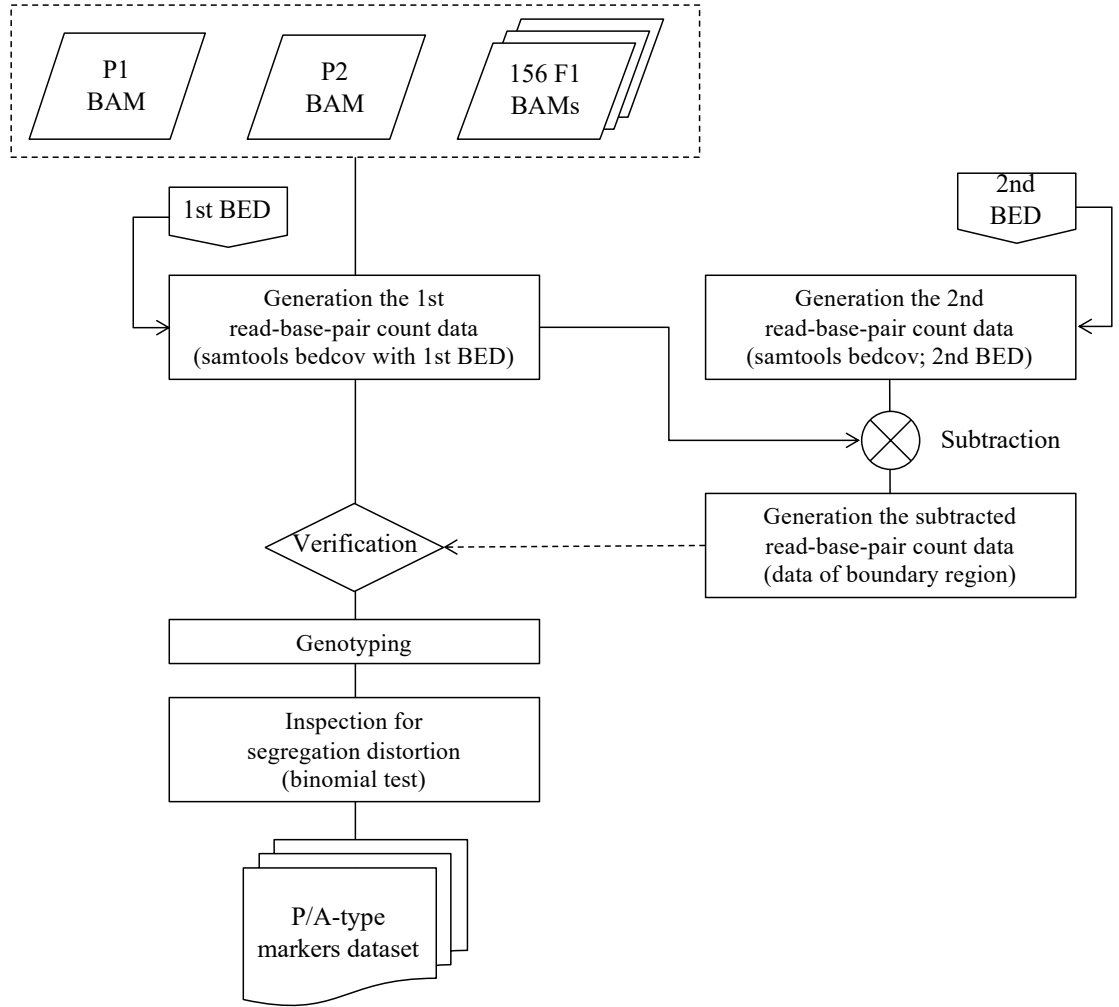 P1
BAM
P2
BAM
156 F1
BAMs
1st BED
2nd
BED
Generation the 1st
read-base-pair count data
(samtools bedcov with 1st BED)
Generation the 2nd
read-base-pair count data
(samtools bedcov; 2nd BED)
Subtraction
Generation the subtracted
read-base-pair count data
(data of boundary region)
Verification
Genotyping
Inspection for
segregation distortion
(binomial test)
P/A-type
markers dataset